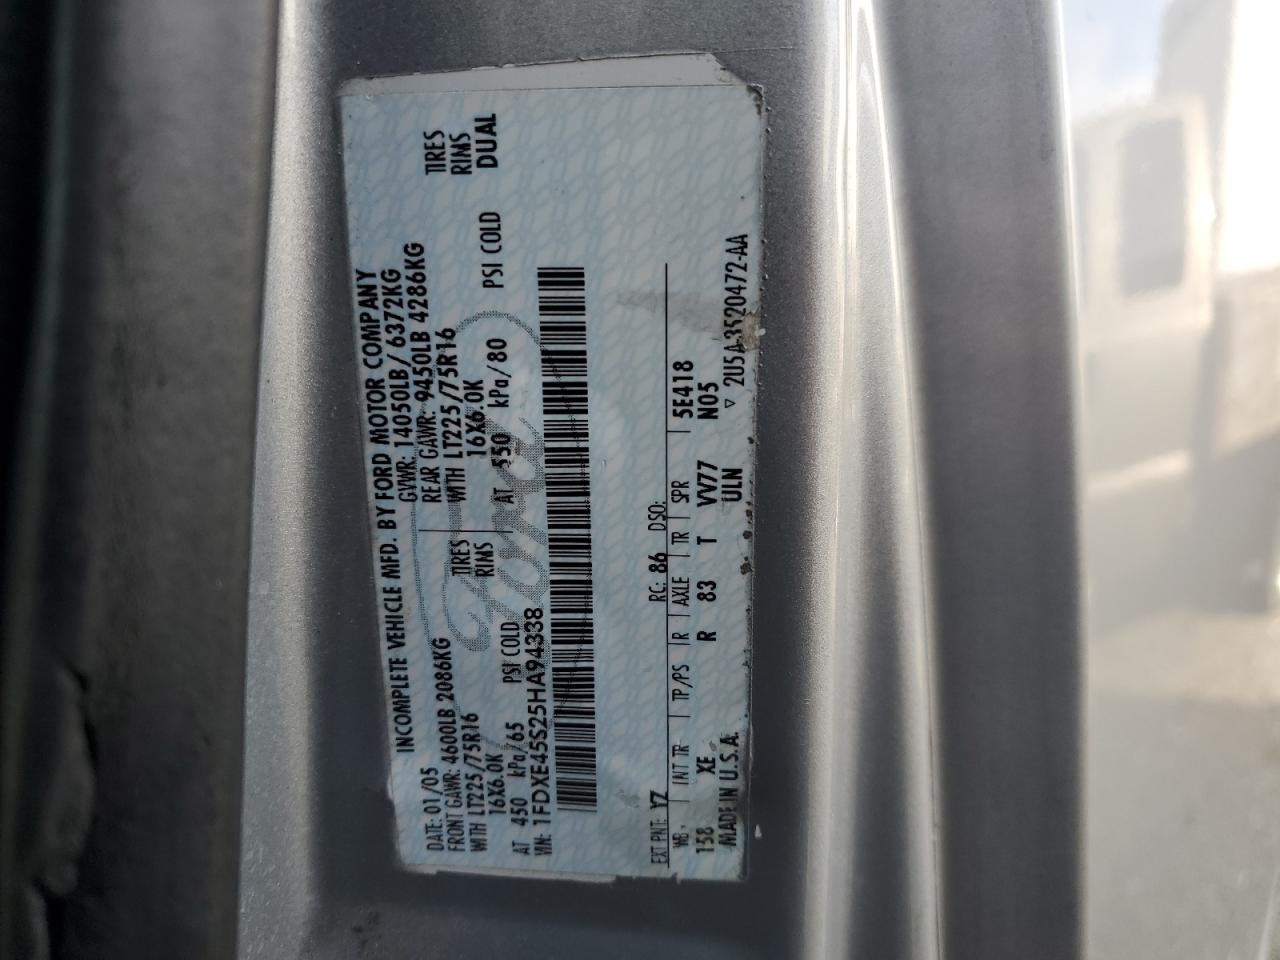 INCOMPLETE VEHICLE MFD. BY FORD MOTOR COMPANY
DATE: 01/05 GVWR: 14050LB/ 6372KG
FRONT GAWR: 4600LB 2086KG REAR GAWR: 9450LB 4286KG
WITH LT225/75R16 TIRES WITH LT225/75R16 TIRES
16X6.0K RIMS 16X6.0K RIMS
AT 450 kPa/65 PSI COLD AT 550 kPa/80 PSI COLD DUAL
VIN: 1FDXE45S25HA94338
Ford
EXT PNT: YZ RC: 86 DSO:
WB INT TR TP/PS R AXLE TR SPR 5E418
158 XE R 83 T VV77 N05
MADE IN U.S.A. ULN
▽ 2U5A-3520472-AA